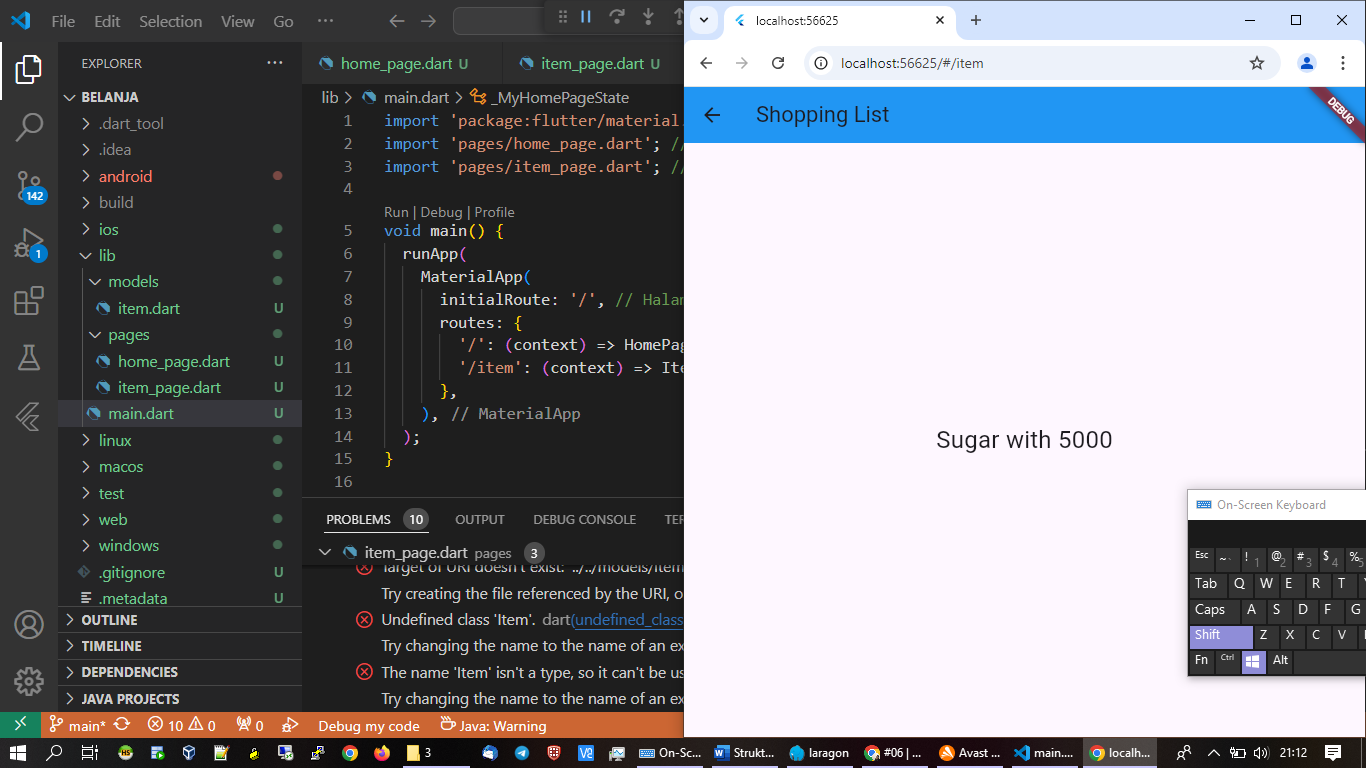 File Edit Selection View Go ...
EXPLORER ...
BELANJA
.dart_tool
.idea
android
build
ios
lib
models
item.dart U
pages
home_page.dart U
item_page.dart U
main.dart U
linux
macos
test
web
windows
.gitignore U
.metadata U
OUTLINE
TIMELINE
DEPENDENCIES
JAVA PROJECTS
142
1
home_page.dart U item_page.dart U
lib > main.dart > _MyHomePageState
1 import 'package:flutter/material.
2 import 'pages/home_page.dart'; //
3 import 'pages/item_page.dart'; //
4
Run | Debug | Profile
5 void main() {
6 runApp(
7 MaterialApp(
8 initialRoute: '/', // Halam
9 routes: {
10 '/': (context) => HomePag
11 '/item': (context) => Ite
12 },
13 ), // MaterialApp
14 );
15 }
16
PROBLEMS 10 OUTPUT DEBUG CONSOLE TER
item_page.dart pages 3
Target of URI doesn't exist: '../../models/item
Try creating the file referenced by the URI, o
Undefined class 'Item'. dart(undefined_class
Try changing the name to the name of an ex
The name 'Item' isn't a type, so it can't be us
Try changing the name to the name of an ex
main* 10 0 0 Debug my code Java: Warning
localhost:56625
localhost:56625/#/item
Shopping List
DEBUG
Sugar with 5000
On-Screen Keyboard
Esc ~ ` ! 1 @ 2 # 3 $ 4 % 5
Tab Q W E R T
Caps A S D F G
Shift Z X C V
Fn Ctrl Alt
3 On-Sc... Strukt... laragon #06 | ... Avast ... main.... localh... 21:12